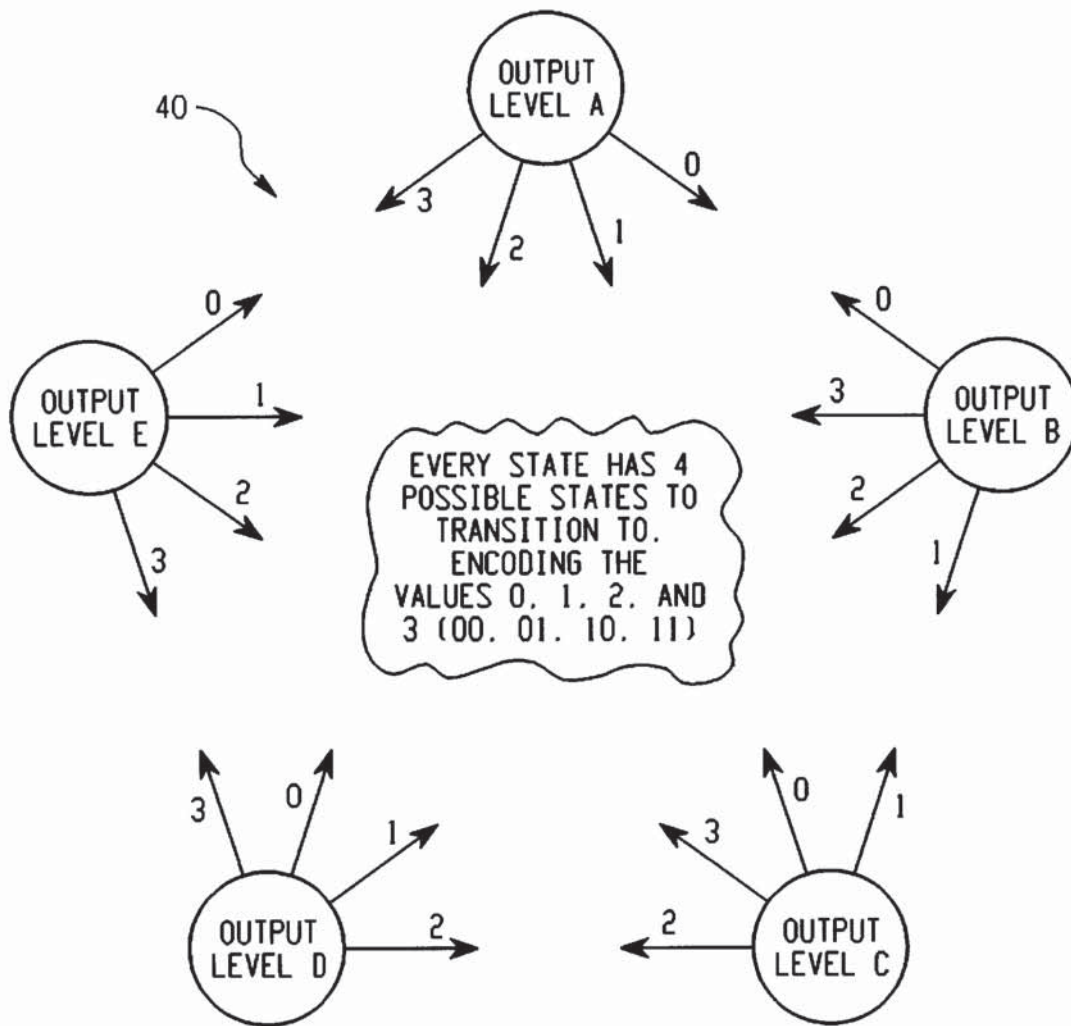 OUTPUT
LEVEL A
40
3
2
1
0
OUTPUT
LEVEL E
0
1
2
3
OUTPUT
LEVEL B
0
3
2
1
EVERY STATE HAS 4
POSSIBLE STATES TO
TRANSITION TO.
ENCODING THE
VALUES 0, 1, 2, AND
3 (00, 01, 10, 11)
OUTPUT
LEVEL D
3
0
1
2
OUTPUT
LEVEL C
2
3
0
1